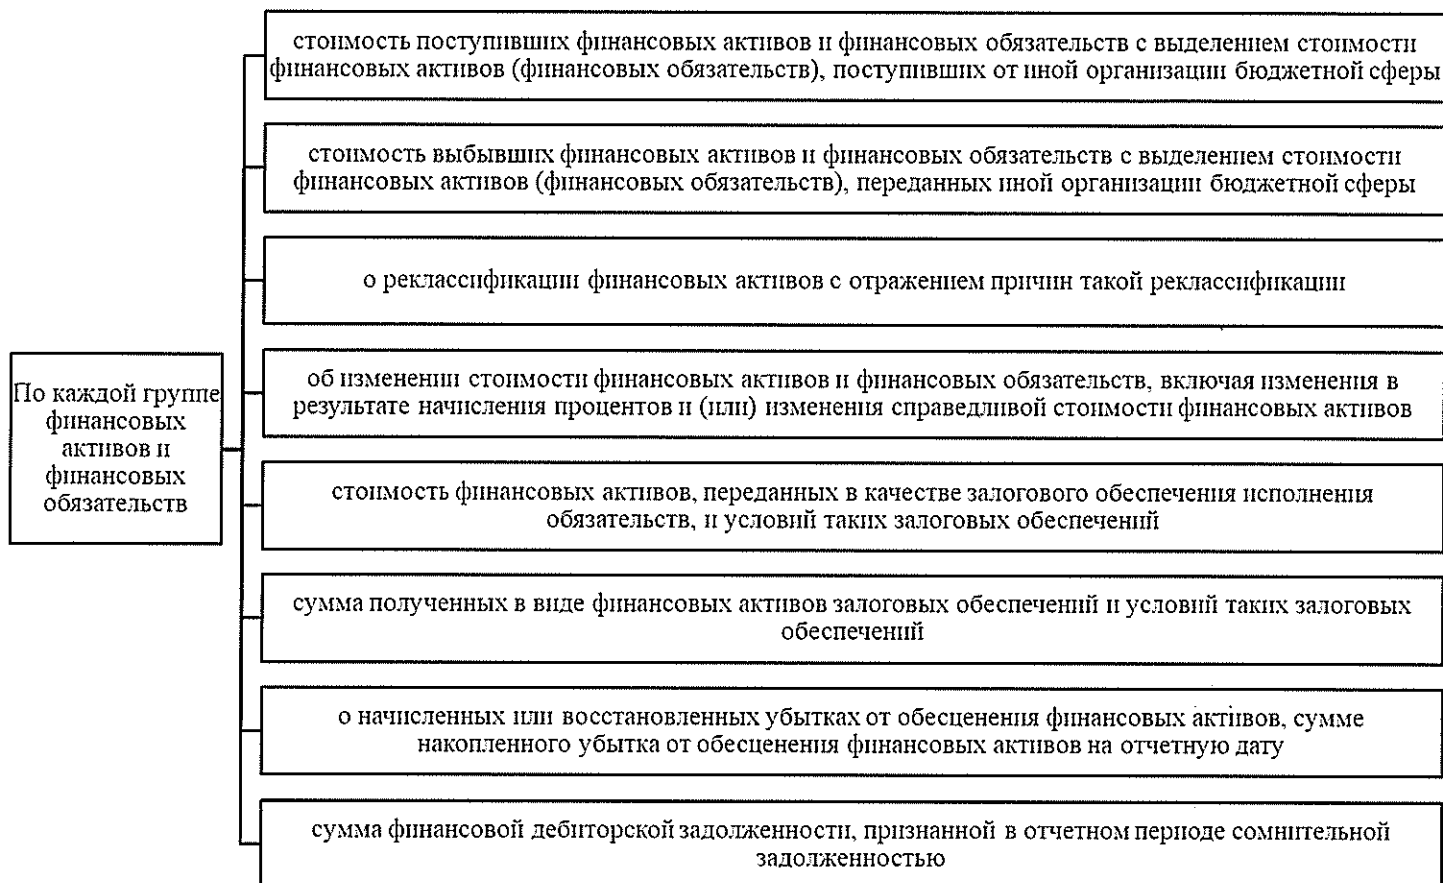 стоимость поступивших финансовых активов и финансовых обязательств с выделением стоимости
финансовых активов (финансовых обязательств), поступивших от иной организации бюджетной сферы
стоимость выбывших финансовых активов и финансовых обязательств с выделением стоимости
финансовых активов (финансовых обязательств), переданных иной организации бюджетной сферы
о реклассификации финансовых активов с отражением причин такой реклассификации
По каждой группе
финансовых
активов и
финансовых
обязательств
об изменении стоимости финансовых активов и финансовых обязательств, включая изменения в
результате начисления процентов и (или) изменения справедливой стоимости финансовых активов
стоимость финансовых активов, переданных в качестве залогового обеспечения исполнения
обязательств, и условий таких залоговых обеспечений
сумма полученных в виде финансовых активов залоговых обеспечений и условий таких залоговых
обеспечений
о начисленных или восстановленных убытках от обесценения финансовых активов, сумме
накопленного убытка от обесценения финансовых активов на отчетную дату
сумма финансовой дебиторской задолженности, признанной в отчетном периоде сомнительной
задолженностью